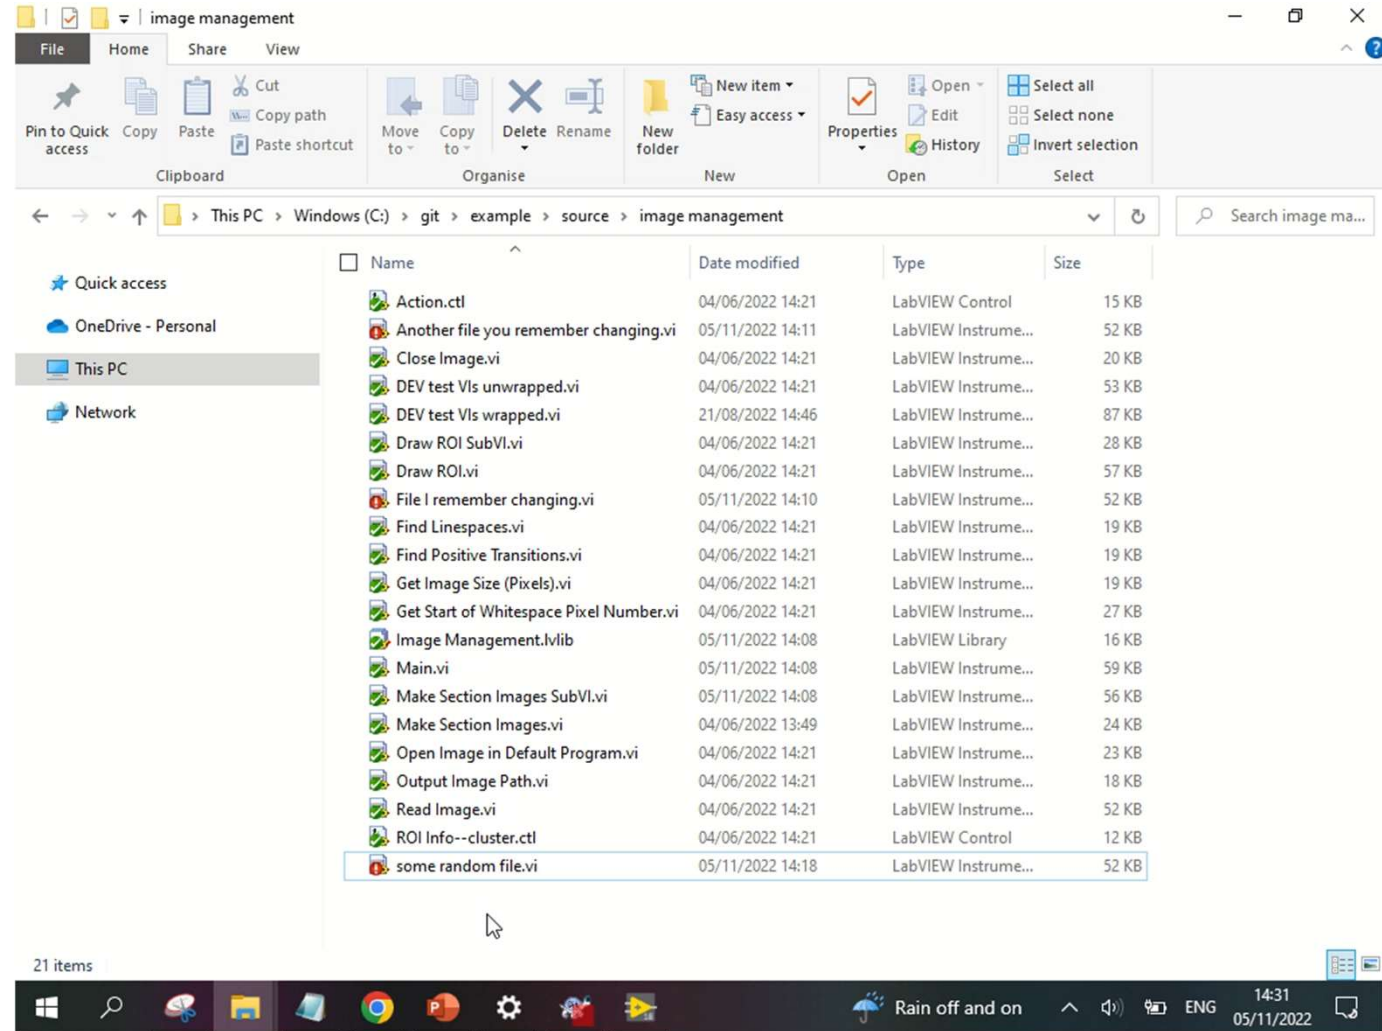 image management
File Home Share View
Pin to Quick access
Copy
Paste
Cut
Copy path
Paste shortcut
Clipboard
Move to
Copy to
Delete
Rename
Organise
New folder
New item
Easy access
New
Properties
Open
Edit
History
Open
Select all
Select none
Invert selection
Select
This PC > Windows (C:) > git > example > source > image management
Search image ma...
Quick access
OneDrive - Personal
This PC
Network
Name Date modified Type Size
Action.ctl 04/06/2022 14:21 LabVIEW Control 15 KB
Another file you remember changing.vi 05/11/2022 14:11 LabVIEW Instrume... 52 KB
Close Image.vi 04/06/2022 14:21 LabVIEW Instrume... 20 KB
DEV test VIs unwrapped.vi 04/06/2022 14:21 LabVIEW Instrume... 53 KB
DEV test VIs wrapped.vi 21/08/2022 14:46 LabVIEW Instrume... 87 KB
Draw ROI SubVI.vi 04/06/2022 14:21 LabVIEW Instrume... 28 KB
Draw ROI.vi 04/06/2022 14:21 LabVIEW Instrume... 57 KB
File I remember changing.vi 05/11/2022 14:10 LabVIEW Instrume... 52 KB
Find Linespaces.vi 04/06/2022 14:21 LabVIEW Instrume... 19 KB
Find Positive Transitions.vi 04/06/2022 14:21 LabVIEW Instrume... 19 KB
Get Image Size (Pixels).vi 04/06/2022 14:21 LabVIEW Instrume... 19 KB
Get Start of Whitespace Pixel Number.vi 04/06/2022 14:21 LabVIEW Instrume... 27 KB
Image Management.lvlib 05/11/2022 14:08 LabVIEW Library 16 KB
Main.vi 05/11/2022 14:08 LabVIEW Instrume... 59 KB
Make Section Images SubVI.vi 05/11/2022 14:08 LabVIEW Instrume... 56 KB
Make Section Images.vi 04/06/2022 13:49 LabVIEW Instrume... 24 KB
Open Image in Default Program.vi 04/06/2022 14:21 LabVIEW Instrume... 23 KB
Output Image Path.vi 04/06/2022 14:21 LabVIEW Instrume... 18 KB
Read Image.vi 04/06/2022 14:21 LabVIEW Instrume... 52 KB
ROI Info--cluster.ctl 04/06/2022 14:21 LabVIEW Control 12 KB
some random file.vi 05/11/2022 14:18 LabVIEW Instrume... 52 KB
21 items
Rain off and on ENG 14:31
05/11/2022